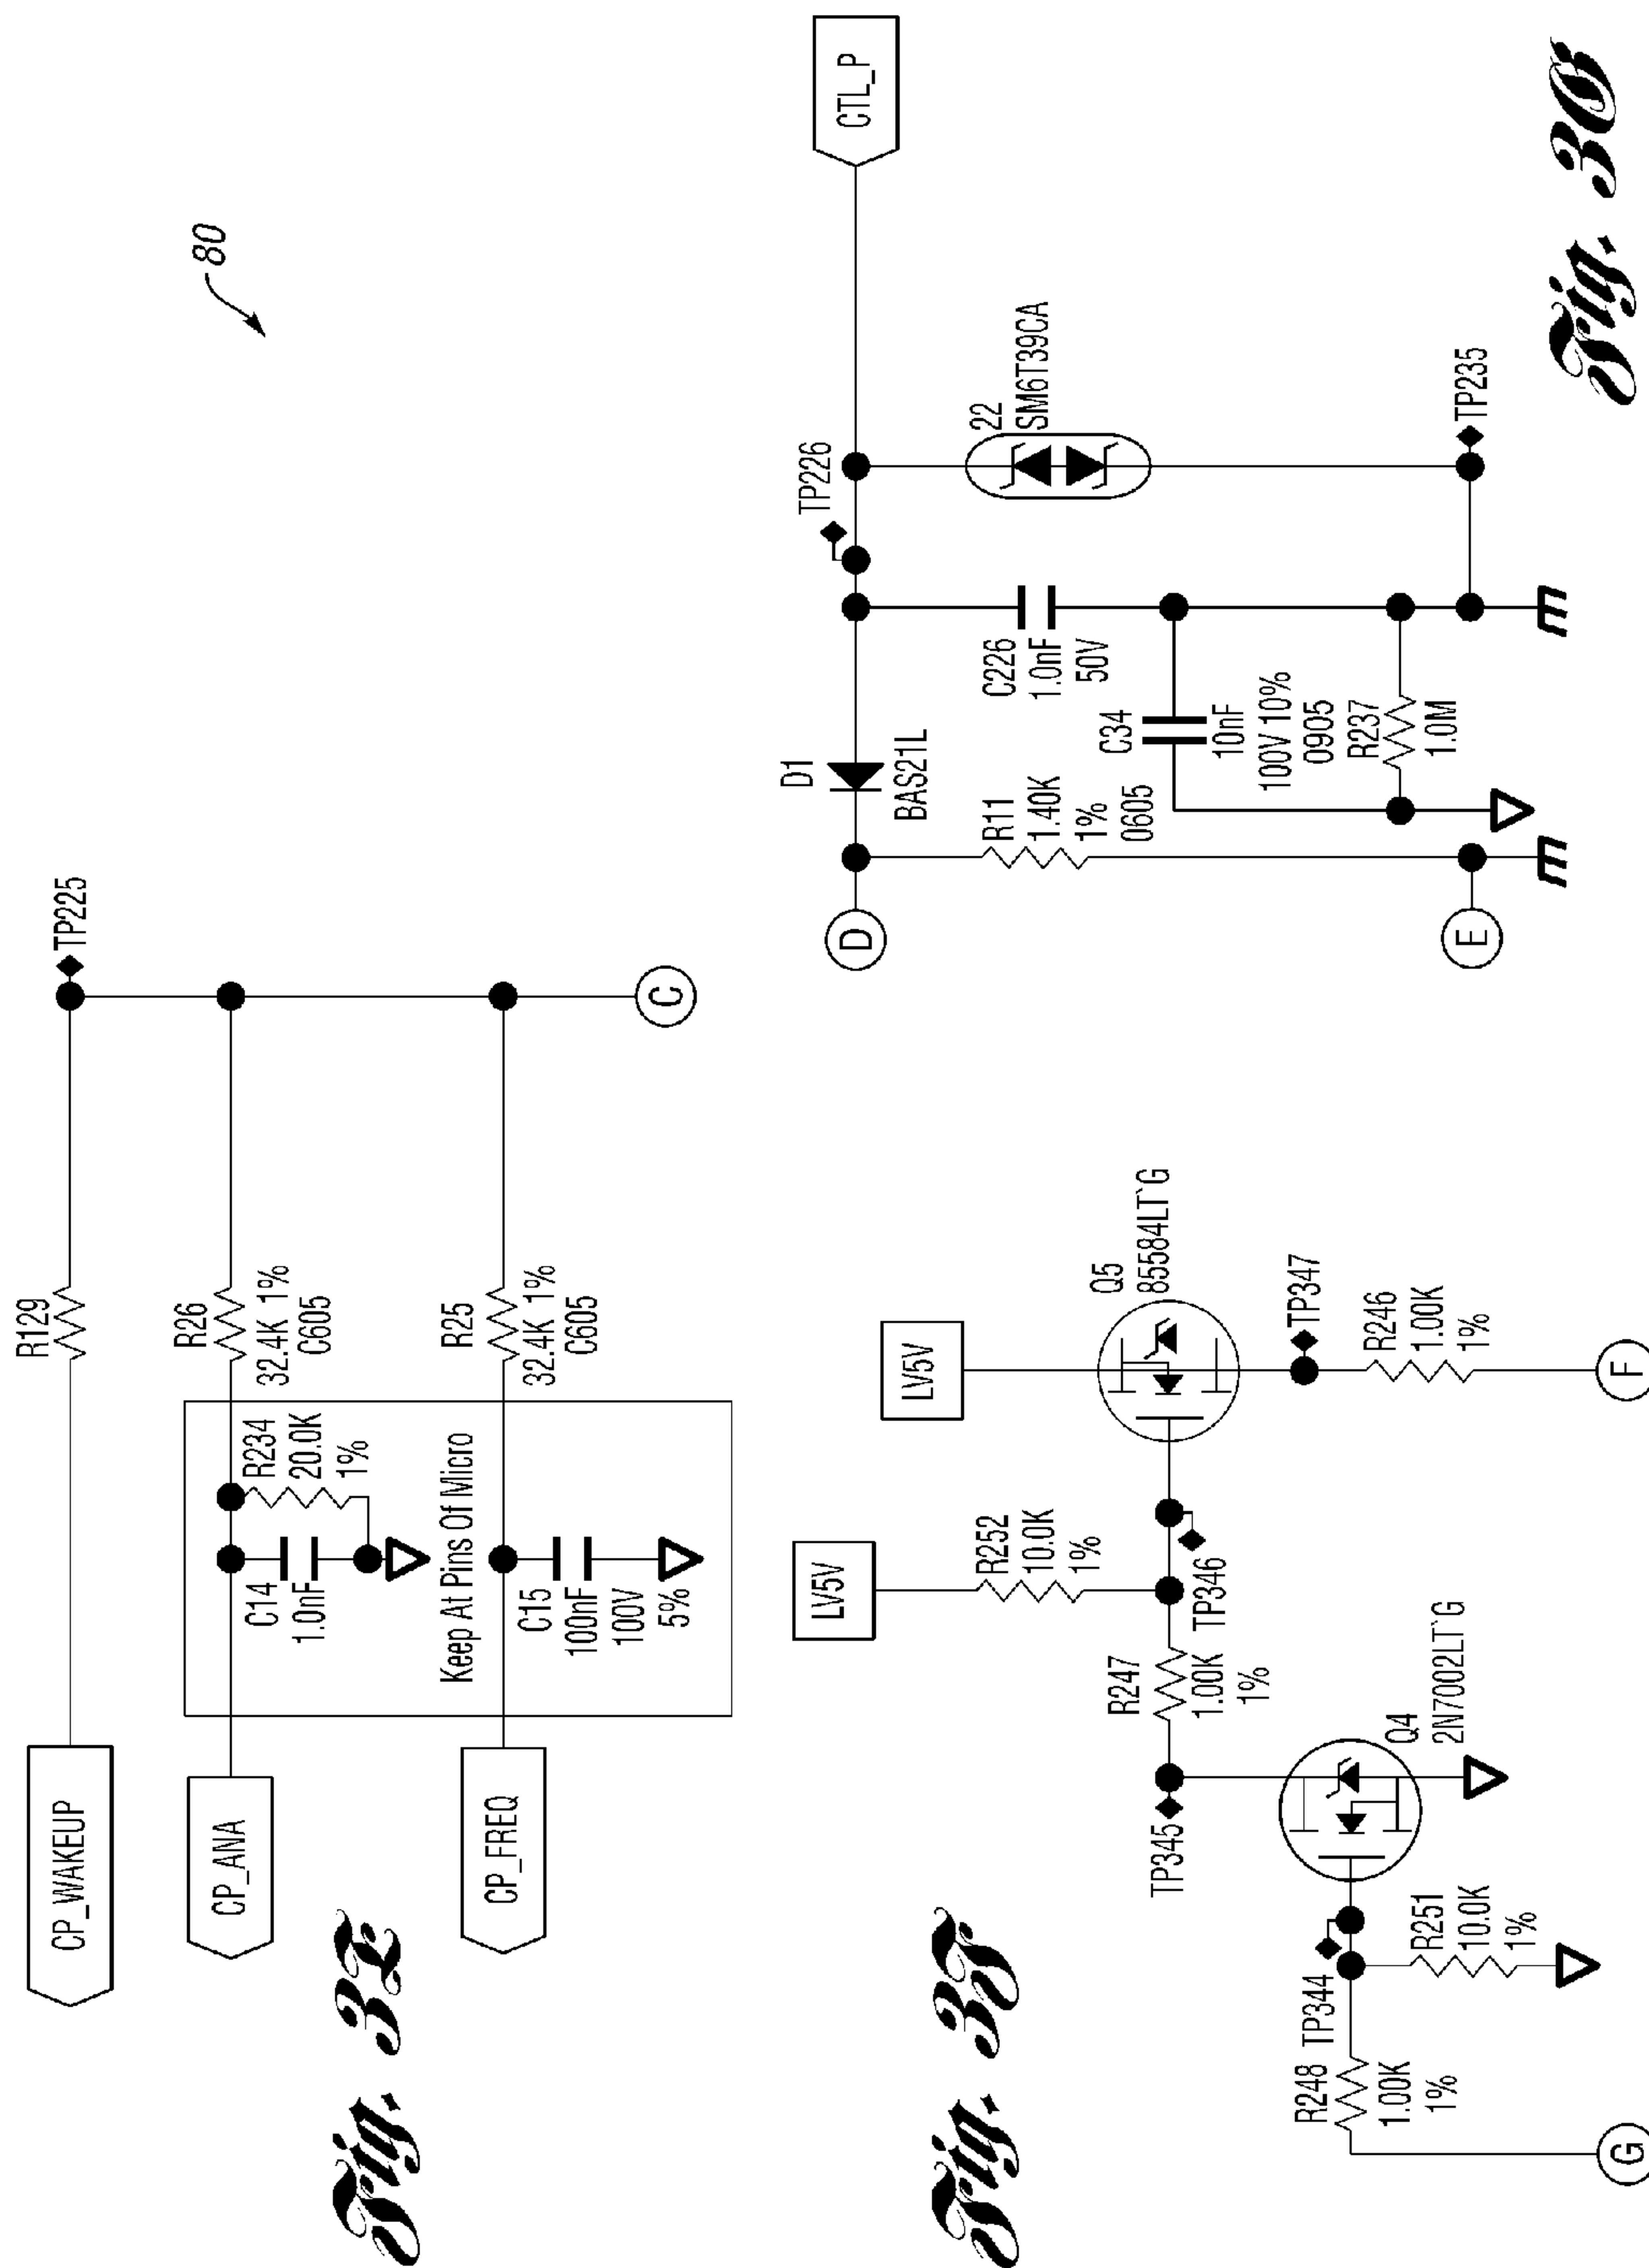 80
CP_WAKEUP
R129
TP225
CP_ANA
R26
32.4K 1%
C605
C14
1.0nF
R234
20.0K
1%
Keep At Pins Of Micro
CP_FREQ
R25
32.4K 1%
C605
C15
100nF
100V
5%
C
Fig. 3E
LV5V
LV5V
R252
10.0K
1%
Q5
85584LT`G
R247
1.00K
1%
TP346
TP347
TP345
R246
1.00K
1%
Q4
2N7002LT`G
TP344
R251
10.0K
1%
R248
1.00K
1%
G
F
Fig. 3F
CTL_P
TP226
D1
BAS21L
D
22
SM6T39CA
C226
1.0nF
50V
R11
1.40K
1%
0605
C34
10nF
100V 10%
0905
R237
1.0M
TP235
E
Fig. 3G